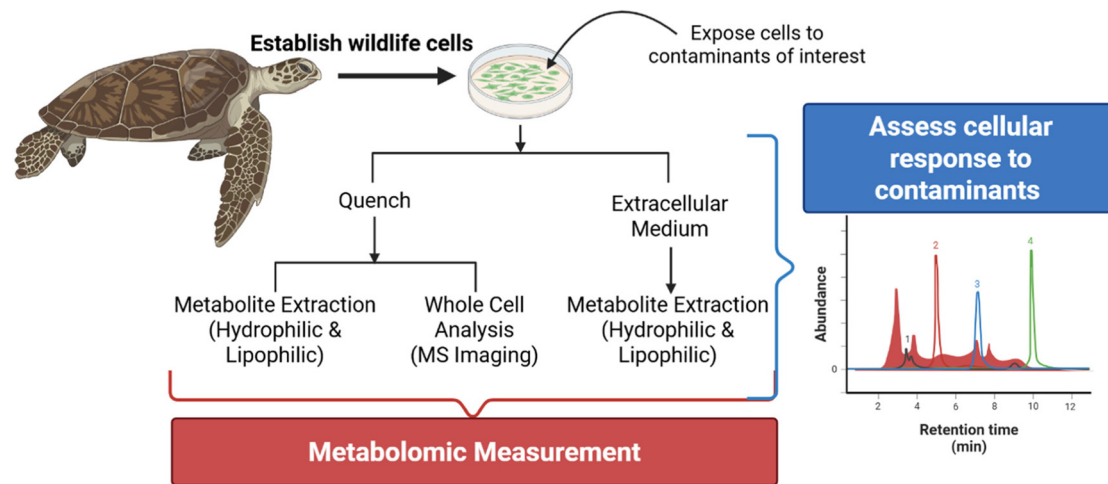 Establish wildlife cells
Expose cells to
contaminants of interest
Assess cellular
response to
contaminants
Quench
Extracellular
Medium
Metabolite Extraction
(Hydrophilic &
Lipophilic)
Whole Cell
Analysis
(MS Imaging)
Metabolite Extraction
(Hydrophilic &
Lipophilic)
Metabolomic Measurement
Abundance
0
1
2
3
4
2 4 6 8 10 12
Retention time
(min)